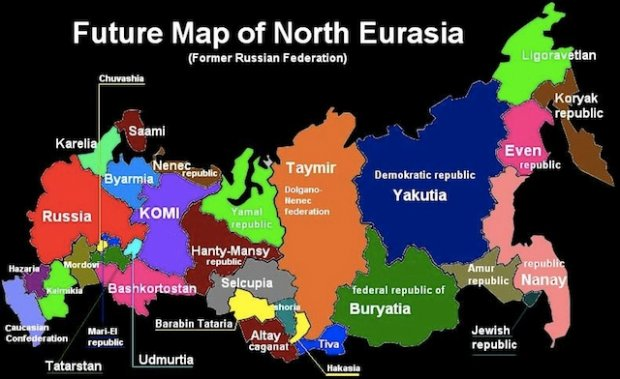 Future Map of North Eurasia
(Former Russian Federation)
Chuvashia
Ligoravetlan
Koryak
republic
Saami
Karelia
Nenec
republic
Byarmia
Taymir
Dolgano-
Nenec
federation
Even
republic
Demokratic republic
Yakutia
Russia
KOMI
Yamal
republic
Hanty-Mansy
republic
Mordovi
Hazaria
Kalmikia
Bashkortostan
Selcupia
federal republic of
Buryatia
Amur
republic
republic
Nanay
Caucasian
Confederation
Mari-El
republic
Barabin Tataria
shoria
Altay
caganat
Tiva
Jewish
republic
Tatarstan
Udmurtia
Hakasia